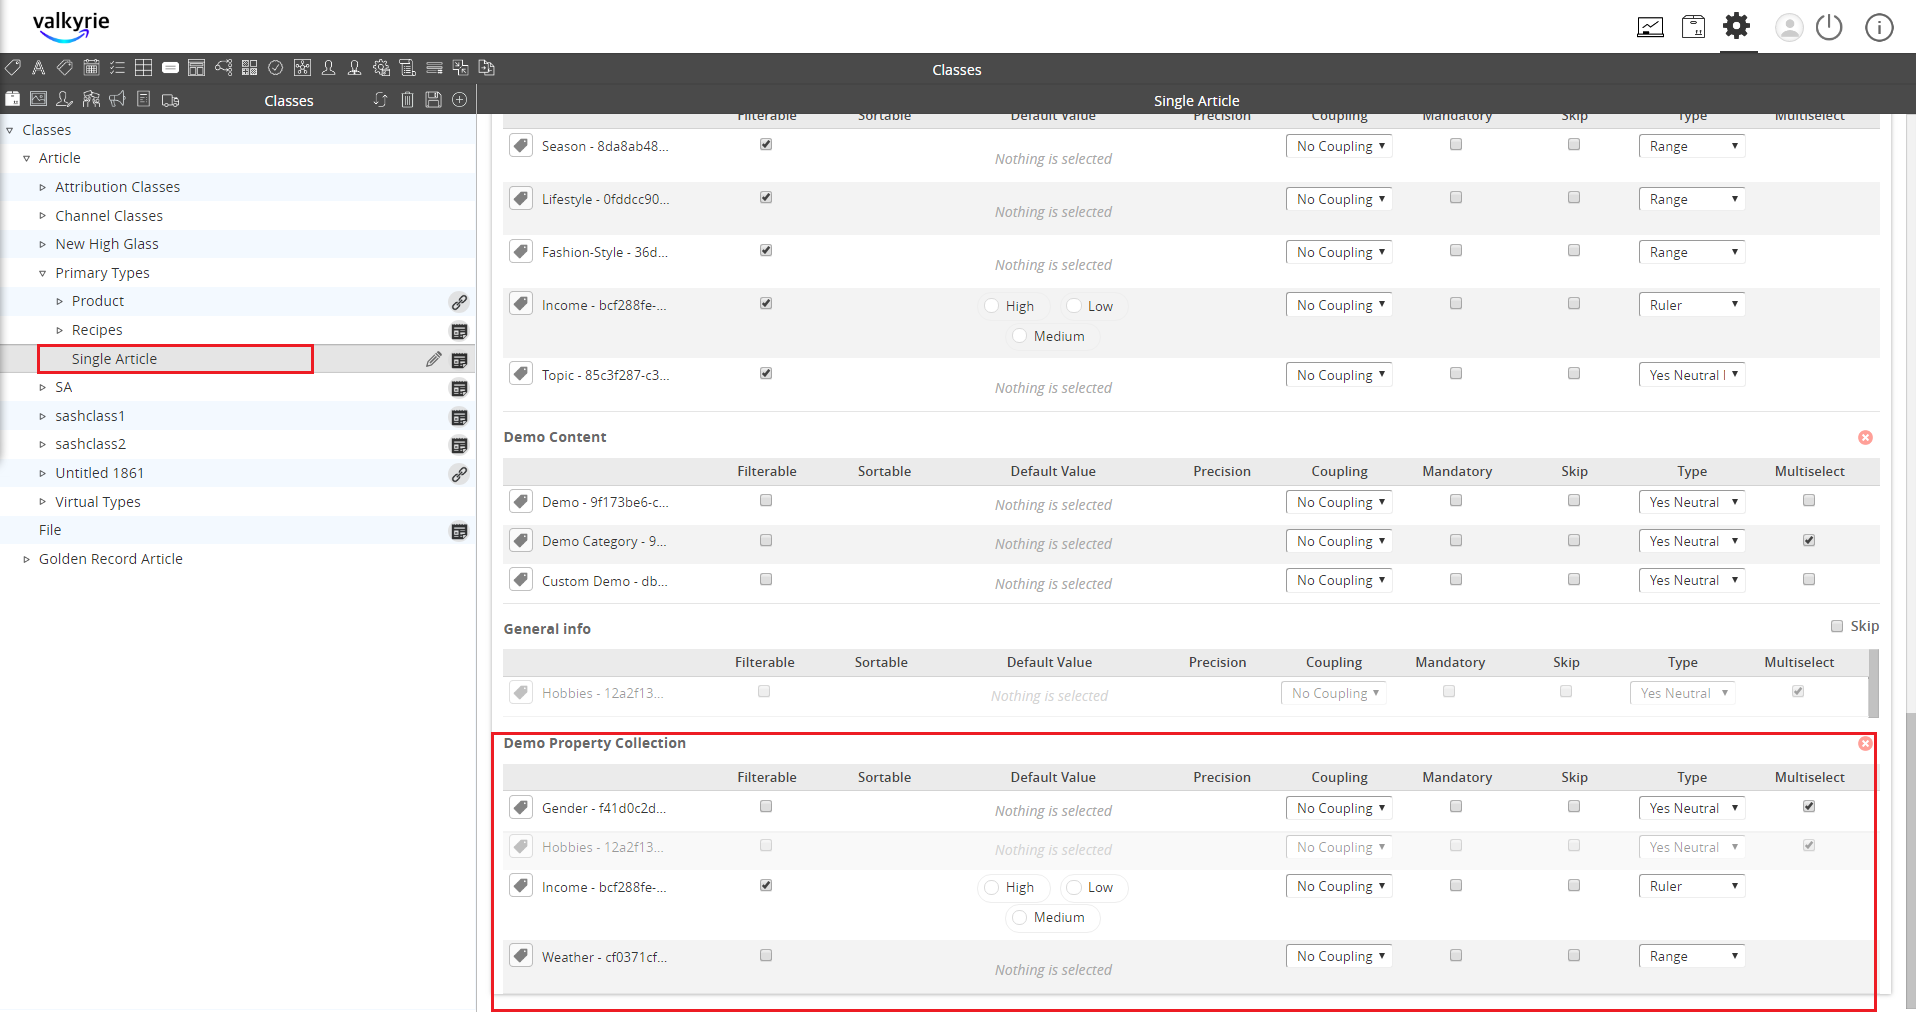 valkyrie
Classes
Classes
Single Article
Classes
Article
Attribution Classes
Channel Classes
New High Glass
Primary Types
Product
Recipes
Single Article
SA
sashclass1
sashclass2
Untitled 1861
Virtual Types
File
Golden Record Article
Filterable Sortable Default Value Precision Coupling Mandatory Skip Type Multiselect
Season - 8da8ab48... Nothing is selected No Coupling Range
Lifestyle - 0fddcc90... Nothing is selected No Coupling Range
Fashion-Style - 36d... Nothing is selected No Coupling Range
Income - bcf288fe-... High Low No Coupling Ruler
Medium
Topic - 85c3f287-c3... Nothing is selected No Coupling Yes Neutral
Demo Content
Filterable Sortable Default Value Precision Coupling Mandatory Skip Type Multiselect
Demo - 9f173be6-c... Nothing is selected No Coupling Yes Neutral
Demo Category - 9... Nothing is selected No Coupling Yes Neutral
Custom Demo - db... Nothing is selected No Coupling Yes Neutral
General info Skip
Filterable Sortable Default Value Precision Coupling Mandatory Skip Type Multiselect
Hobbies - 12a2f13... Nothing is selected No Coupling Yes Neutral
Demo Property Collection
Filterable Sortable Default Value Precision Coupling Mandatory Skip Type Multiselect
Gender - f41d0c2d... Nothing is selected No Coupling Yes Neutral
Hobbies - 12a2f13... Nothing is selected No Coupling Yes Neutral
Income - bcf288fe-... High Low No Coupling Ruler
Medium
Weather - cf0371cf... Nothing is selected No Coupling Range